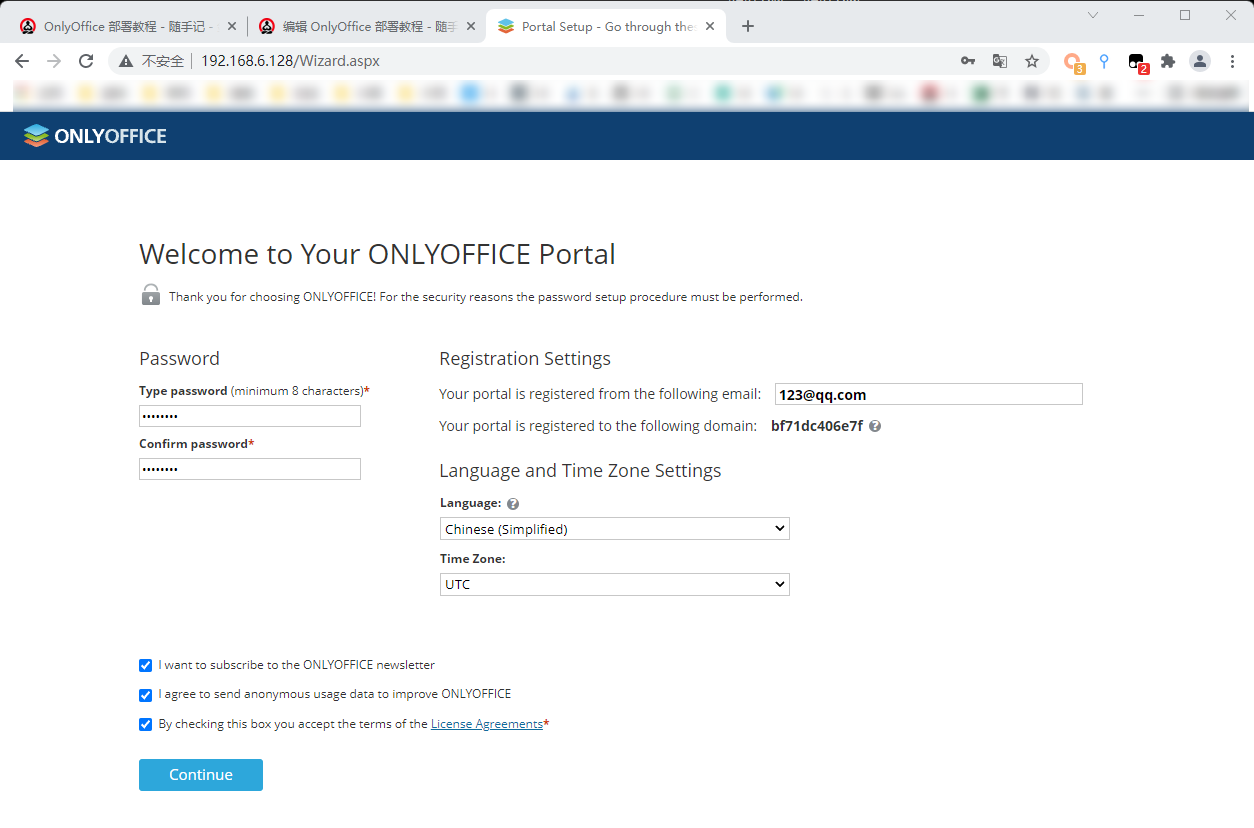 OnlyOffice 部署教程 - 随手记 -
编辑 OnlyOffice 部署教程 - 随手
Portal Setup - Go through the
不安全 192.168.6.128/Wizard.aspx
3
2
ONLYOFFICE
Welcome to Your ONLYOFFICE Portal
Thank you for choosing ONLYOFFICE! For the security reasons the password setup procedure must be performed.
Password
Type password (minimum 8 characters)*
••••••••
Confirm password*
••••••••
Registration Settings
Your portal is registered from the following email: 123@qq.com
Your portal is registered to the following domain: bf71dc406e7f ?
Language and Time Zone Settings
Language: ?
Chinese (Simplified)
Time Zone:
UTC
I want to subscribe to the ONLYOFFICE newsletter
I agree to send anonymous usage data to improve ONLYOFFICE
By checking this box you accept the terms of the License Agreements*
Continue